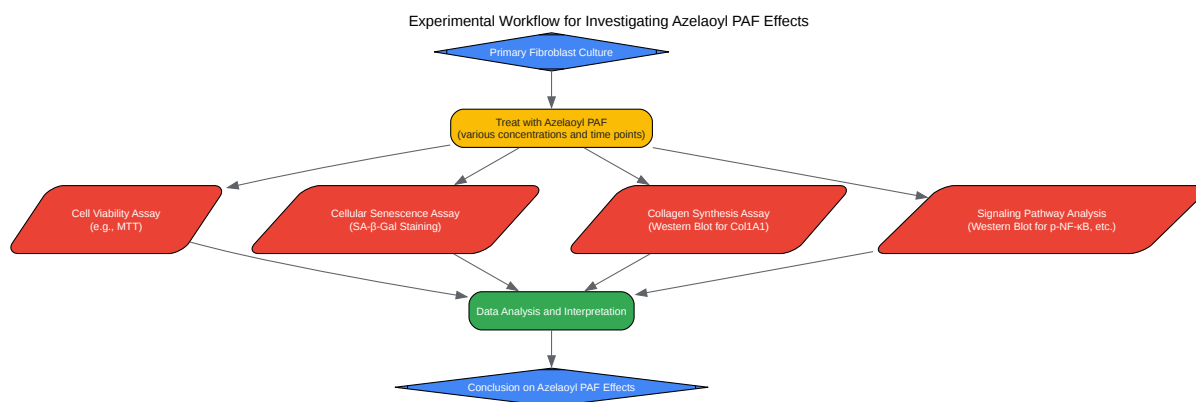 Experimental Workflow for Investigating Azelaoyl PAF Effects
Primary Fibroblast Culture
Treat with Azelaoyl PAF
(various concentrations and time points)
Cell Viability Assay
(e.g., MTT)
Cellular Senescence Assay
(SA-β-Gal Staining)
Collagen Synthesis Assay
(Western Blot for Col1A1)
Signaling Pathway Analysis
(Western Blot for p-NF-κB, etc.)
Data Analysis and Interpretation
Conclusion on Azelaoyl PAF Effects